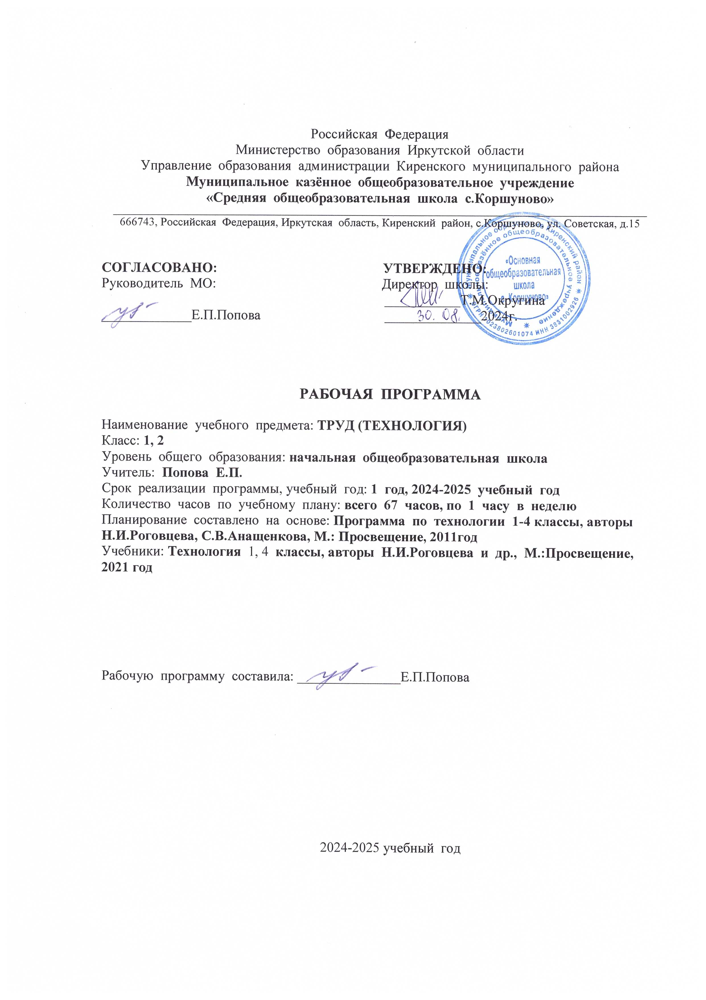 Российская Федерация
Министерство образования Иркутской области
Управление образования администрации Киренского муниципального района
Муниципальное казённое общеобразовательное учреждение
«Средняя общеобразовательная школа с.Коршуново»
666743, Российская Федерация, Иркутская область, Киренский район, с.Коршуново, ул. Советская, д.15
СОГЛАСОВАНО:
Руководитель МО:
Е.П.Попова
УТВЕРЖДЕНО:
Директор школы:
Т.М.Округина
30. 08. 2024г.
Муниципальное образование Киренский район
ОГРН 1023802601074 ИНН 3831002926
Муниципальное казённое общеобразовательное учреждение
«Основная
общеобразовательная
школа
с. Коршуново»
РАБОЧАЯ ПРОГРАММА
Наименование учебного предмета: ТРУД (ТЕХНОЛОГИЯ)
Класс: 1, 2
Уровень общего образования: начальная общеобразовательная школа
Учитель: Попова Е.П.
Срок реализации программы, учебный год: 1 год, 2024-2025 учебный год
Количество часов по учебному плану: всего 67 часов, по 1 часу в неделю
Планирование составлено на основе: Программа по технологии 1-4 классы, авторы
Н.И.Роговцева, С.В.Анащенкова, М.: Просвещение, 2011год
Учебники: Технология 1, 4 классы, авторы Н.И.Роговцева и др., М.:Просвещение,
2021 год
Рабочую программу составила: Е.П.Попова
2024-2025 учебный год